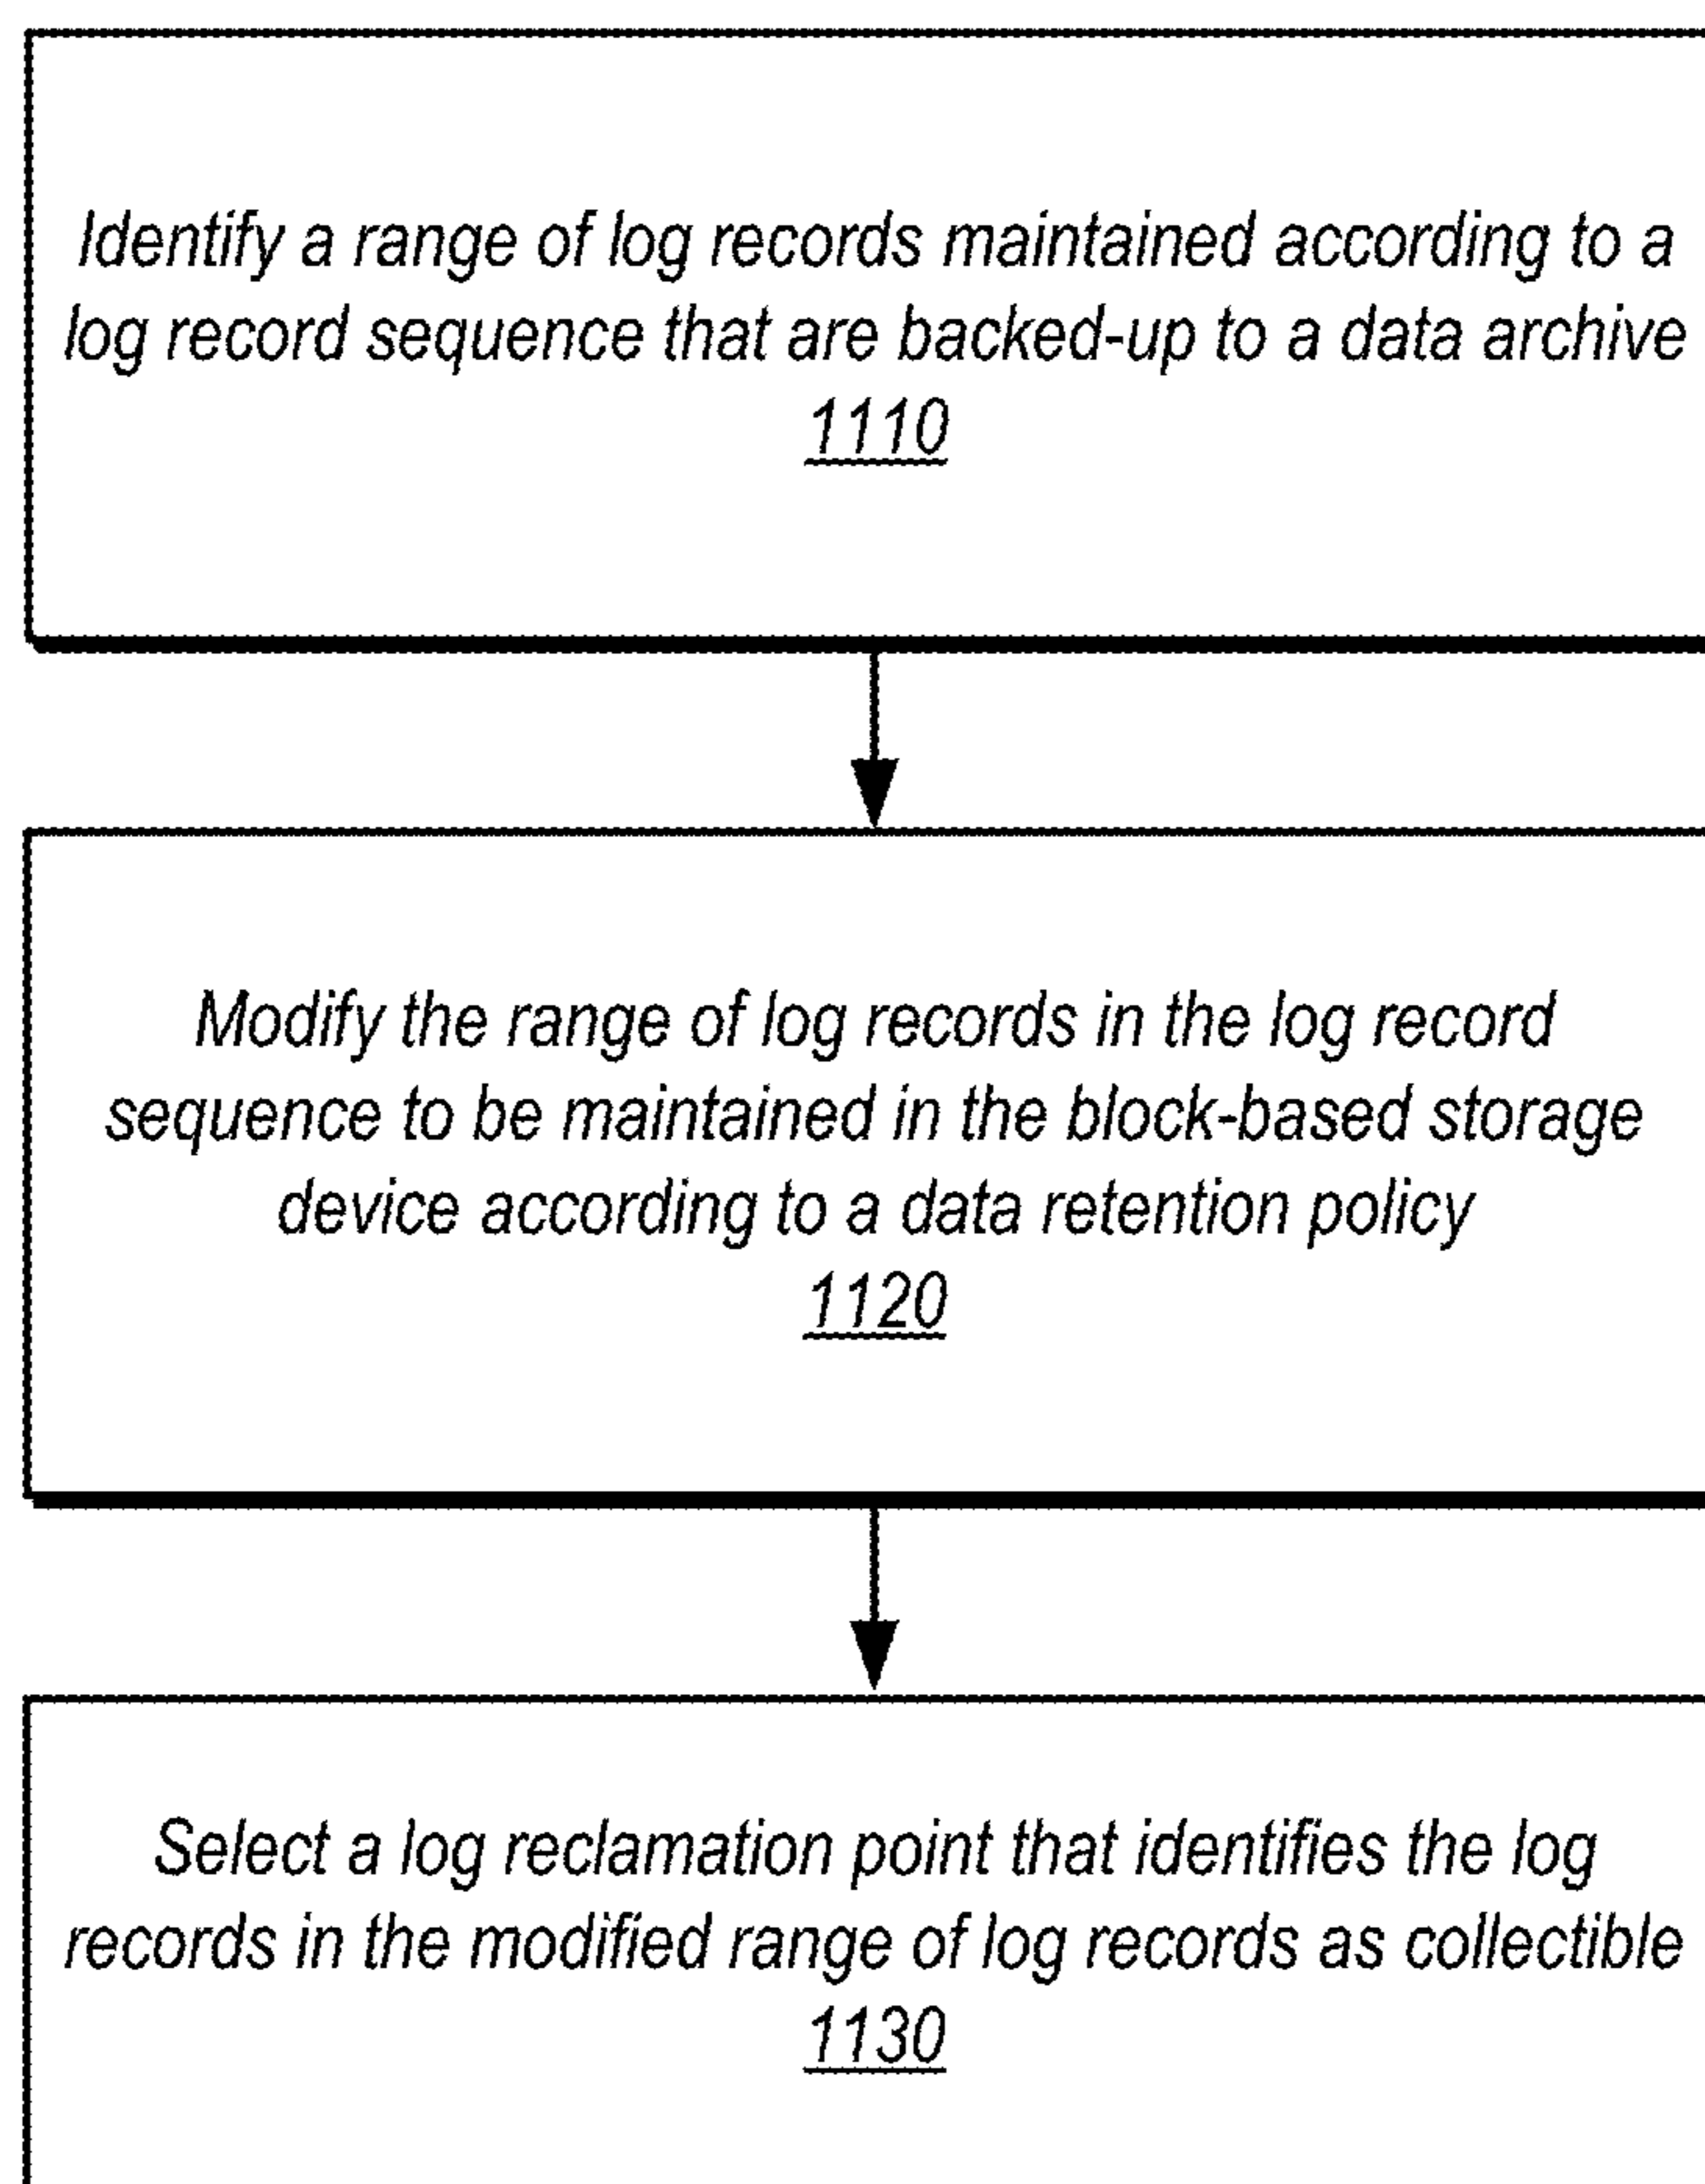 Identify a range of log records maintained according to a
log record sequence that are backed-up to a data archive
1110
Modify the range of log records in the log record
sequence to be maintained in the block-based storage
device according to a data retention policy
1120
Select a log reclamation point that identifies the log
records in the modified range of log records as collectible
1130